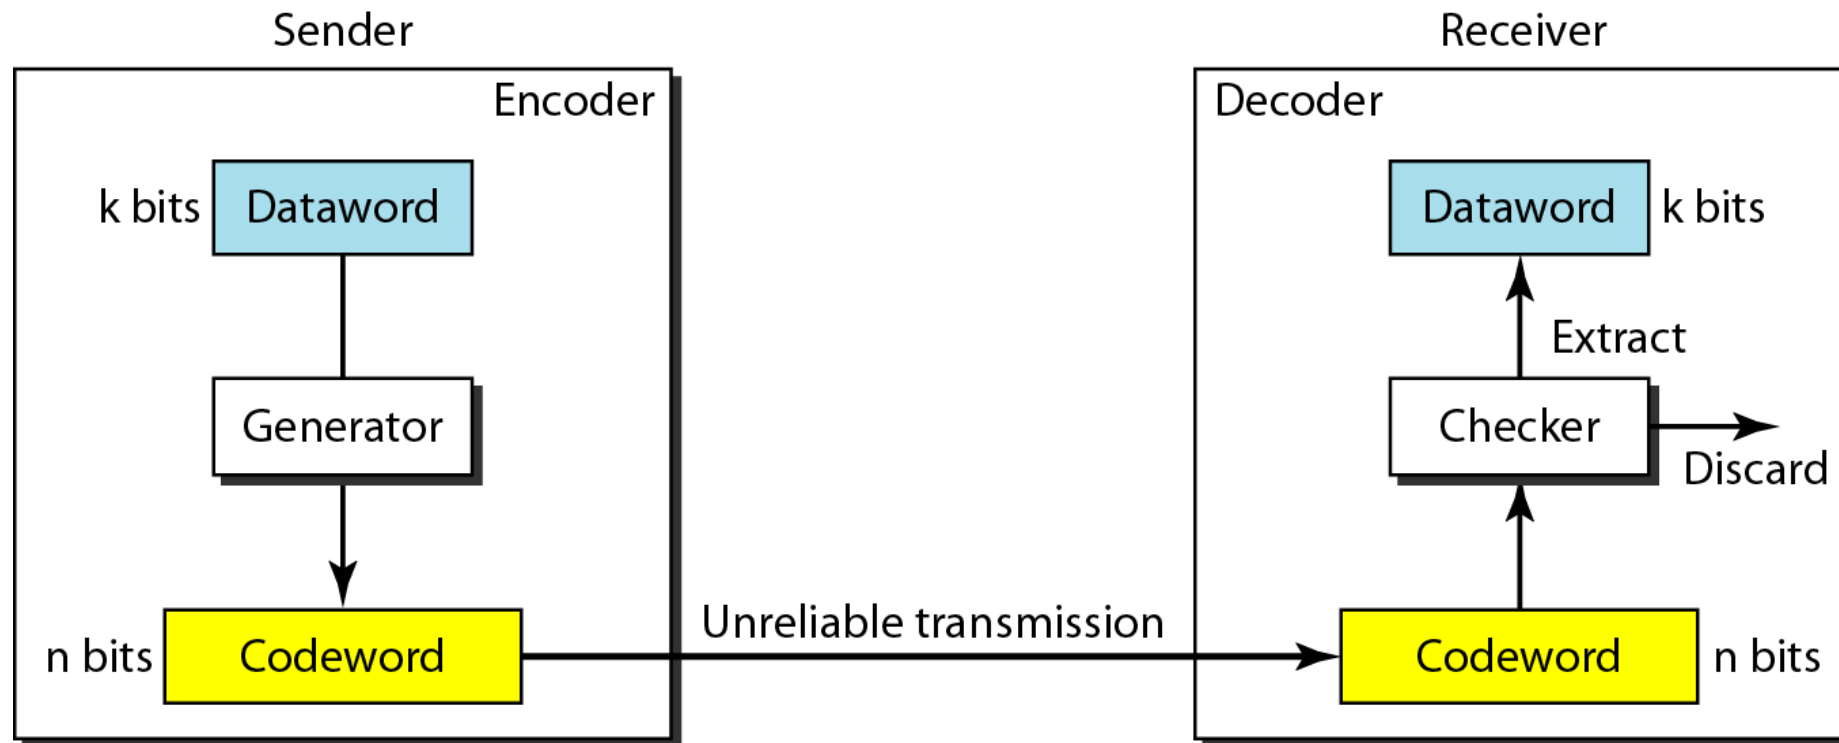 Sender
Encoder
k bits
Dataword
Generator
n bits
Codeword
Unreliable transmission
Receiver
Decoder
Dataword
k bits
Extract
Checker
Discard
Codeword
n bits